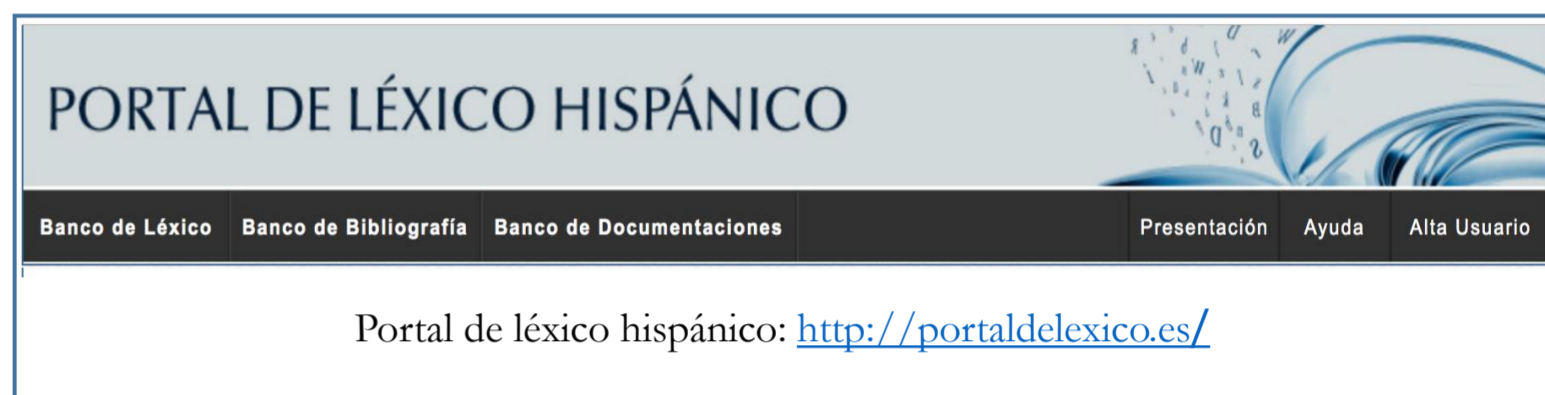 PORTAL DE LÉXICO HISPÁNICO
Banco de Léxico Banco de Bibliografía Banco de Documentaciones Presentación Ayuda Alta Usuario
Portal de léxico hispánico: http://portaldelexico.es/